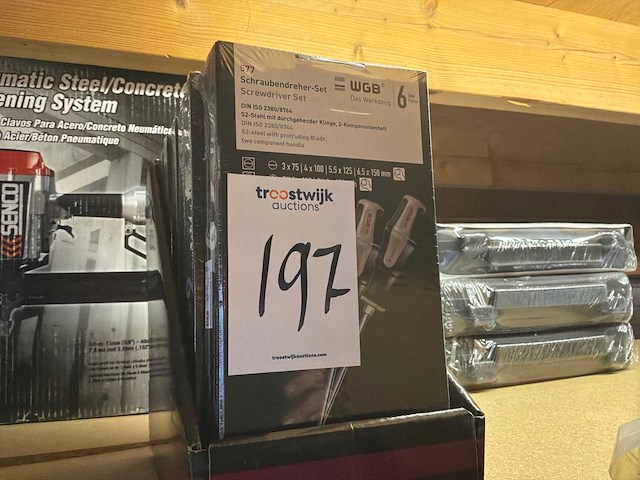 matic Steel/Concrete
ening System
Clavos Para Acero/Concreto Neumático
Acier/Béton Pneumatique
SENCO
577
Schraubendreher-Set
Screwdriver Set
WGB
Das Werkzeug
6
DIN ISO 2380/8764
S2-Stahl mit durchgehender Klinge, 2-Komponentenheft
DIN ISO 2380/8764
S2-steel with protruding blade,
two component handle
3 x 75 | 4 x 100 | 5.5 x 125 | 6.5 x 150 mm
troostwijk
auctions
197
troostwijkauctions.com